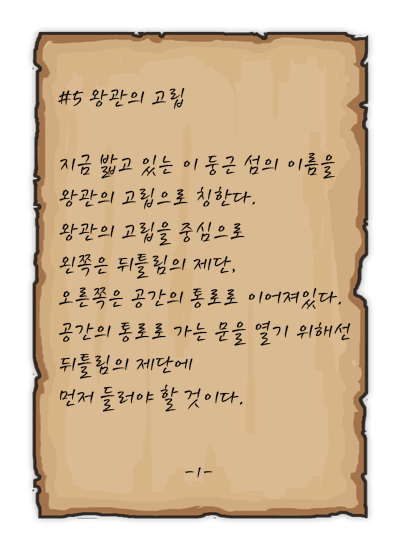 #5 왕관의 고립
지금 밟고 있는 이 둥근 섬의 이름을
왕관의 고립으로 칭한다.
왕관의 고립을 중심으로
왼쪽은 뒤틀림의 제단,
오른쪽은 공간의 통로로 이어져있다.
공간의 통로로 가는 문을 열기 위해선
뒤틀림의 제단에
먼저 들려야 할 것이다.
-1-